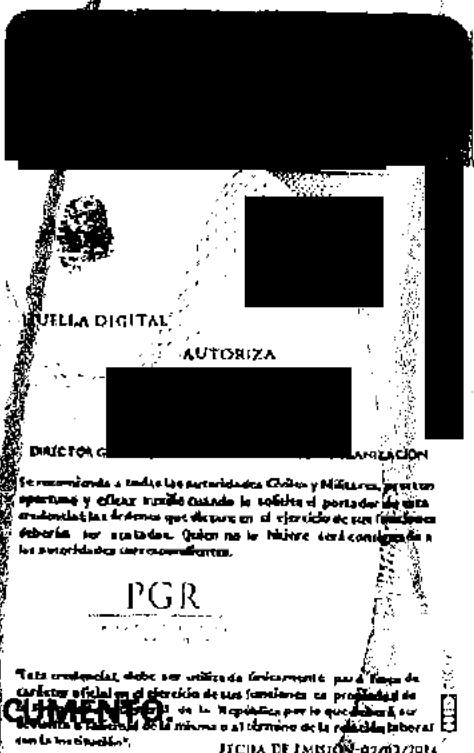 HUELLA DIGITAL
AUTORIZA
DIRECTOR G
ORGANIZACIÓN
Se recomienda a todas las autoridades Civiles y Militares, presten
oportuno y eficaz auxilio cuando lo solicite el portador de esta
credencial; las órdenes que dictare en el ejercicio de sus funciones
deberán ser acatadas. Quien no lo hiciere será consignado a
las autoridades correspondientes.
PGR
"Esta credencial, debe ser utilizada únicamente para fines de
carácter oficial en el ejercicio de sus funciones es propiedad de
CUMENTO. de la República por lo que deberá ser
de la misma o al término de la relación laboral
con la Institución".
FECHA DE EMISIÓN